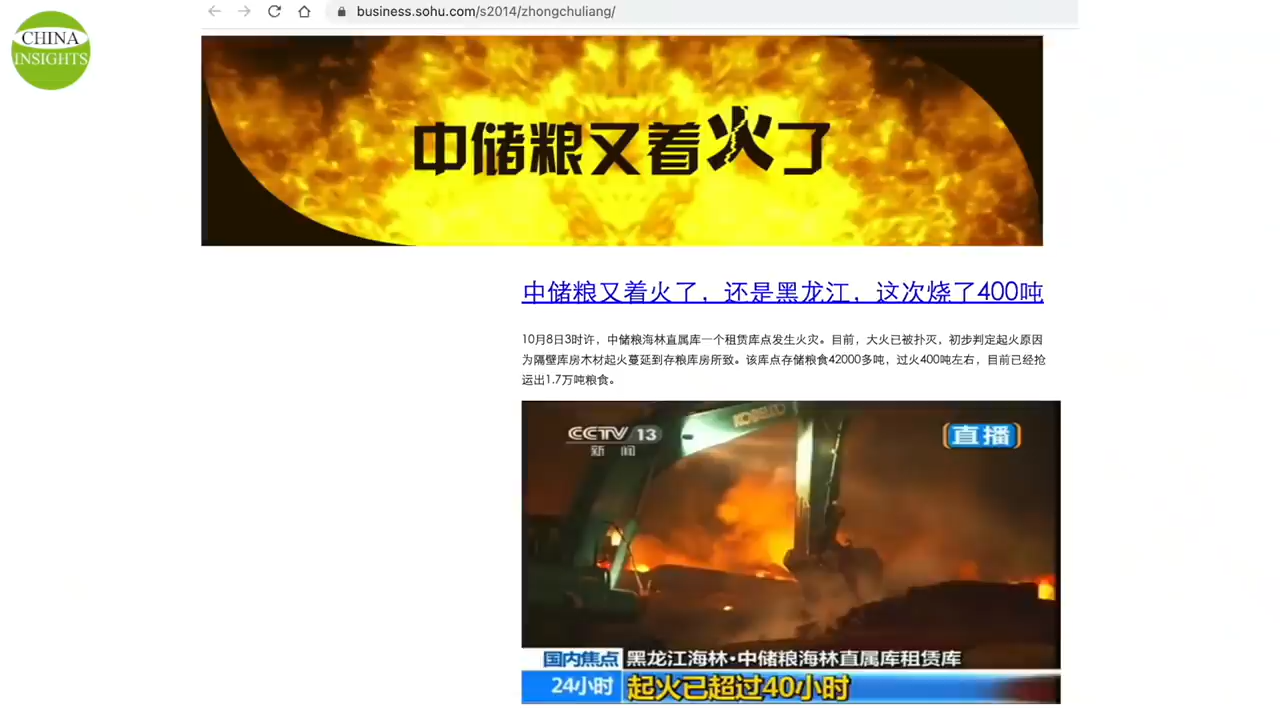 CHINA
INSIGHTS
business.sohu.com/s2014/zhongchuliang/
中储粮又着火了
中储粮又着火了，还是黑龙江，这次烧了400吨
10月8日3时许，中储粮海林直属库一个租赁库点发生火灾。目前，大火已被扑灭，初步判定起火原因
为隔壁库房木材起火蔓延到存粮库房所致。该库点存储粮食42000多吨，过火400吨左右，目前已经抢
运出1.7万吨粮食。
KOBELCO
CCTV 13
新闻
直播
国内焦点 黑龙江海林·中储粮海林直属库租赁库
24小时 起火已超过40小时